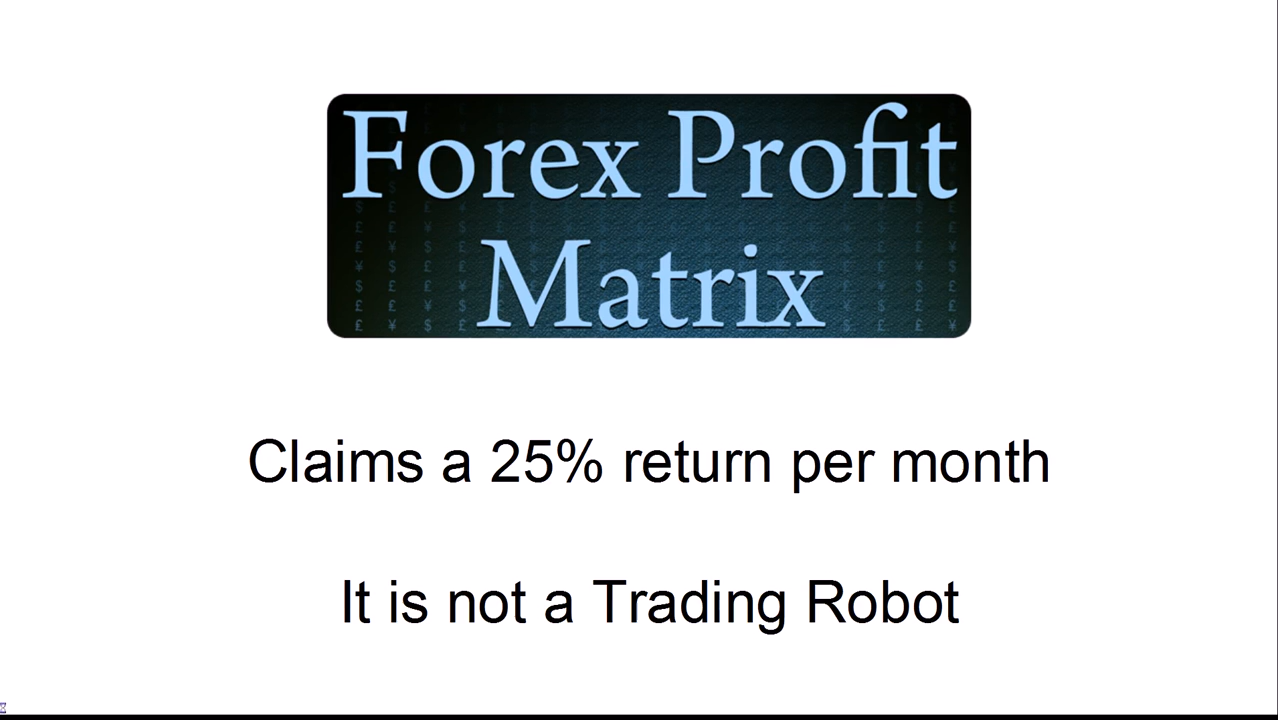 Forex Profit
Matrix
Claims a 25% return per month
It is not a Trading Robot